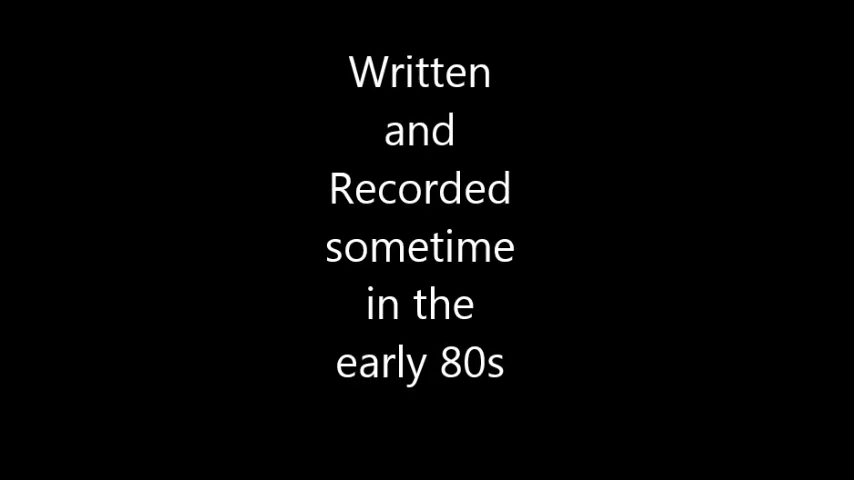 Written
and
Recorded
sometime
in the
early 80s